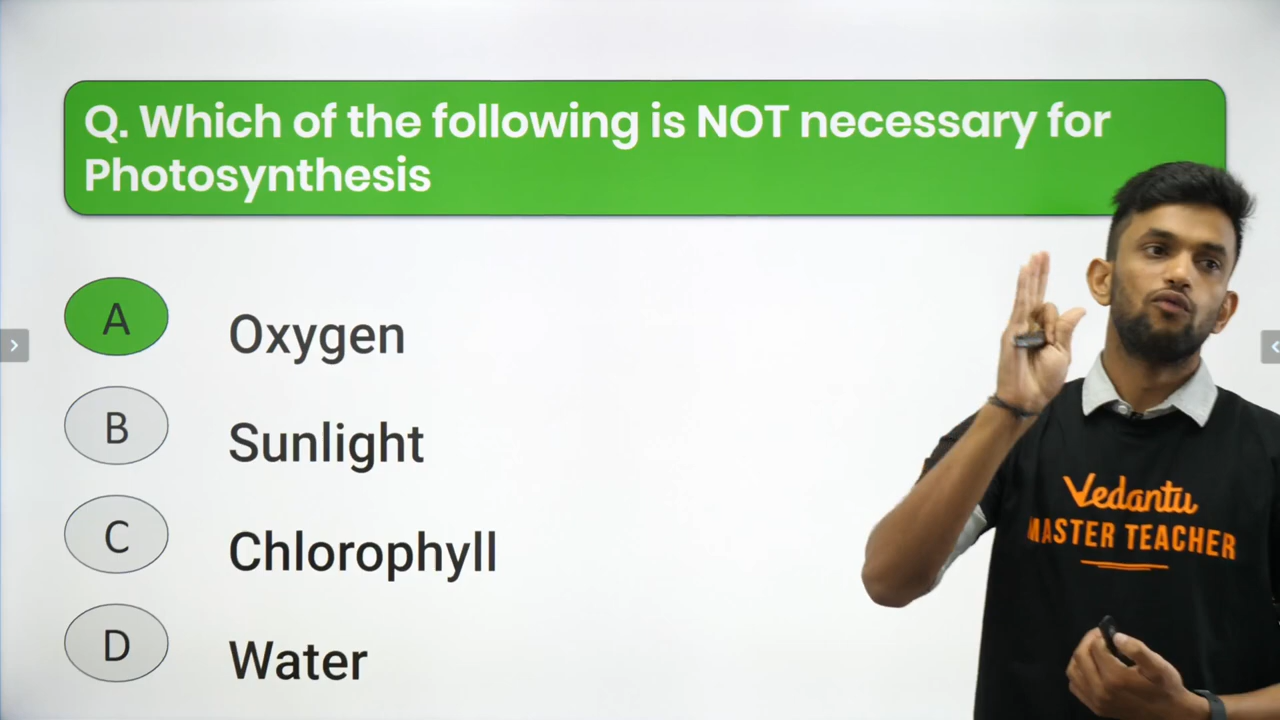 Q. Which of the following is NOT necessary for
Photosynthesis
A
Oxygen
B
Sunlight
C
Chlorophyll
D
Water
Vedantu
MASTER TEACHER